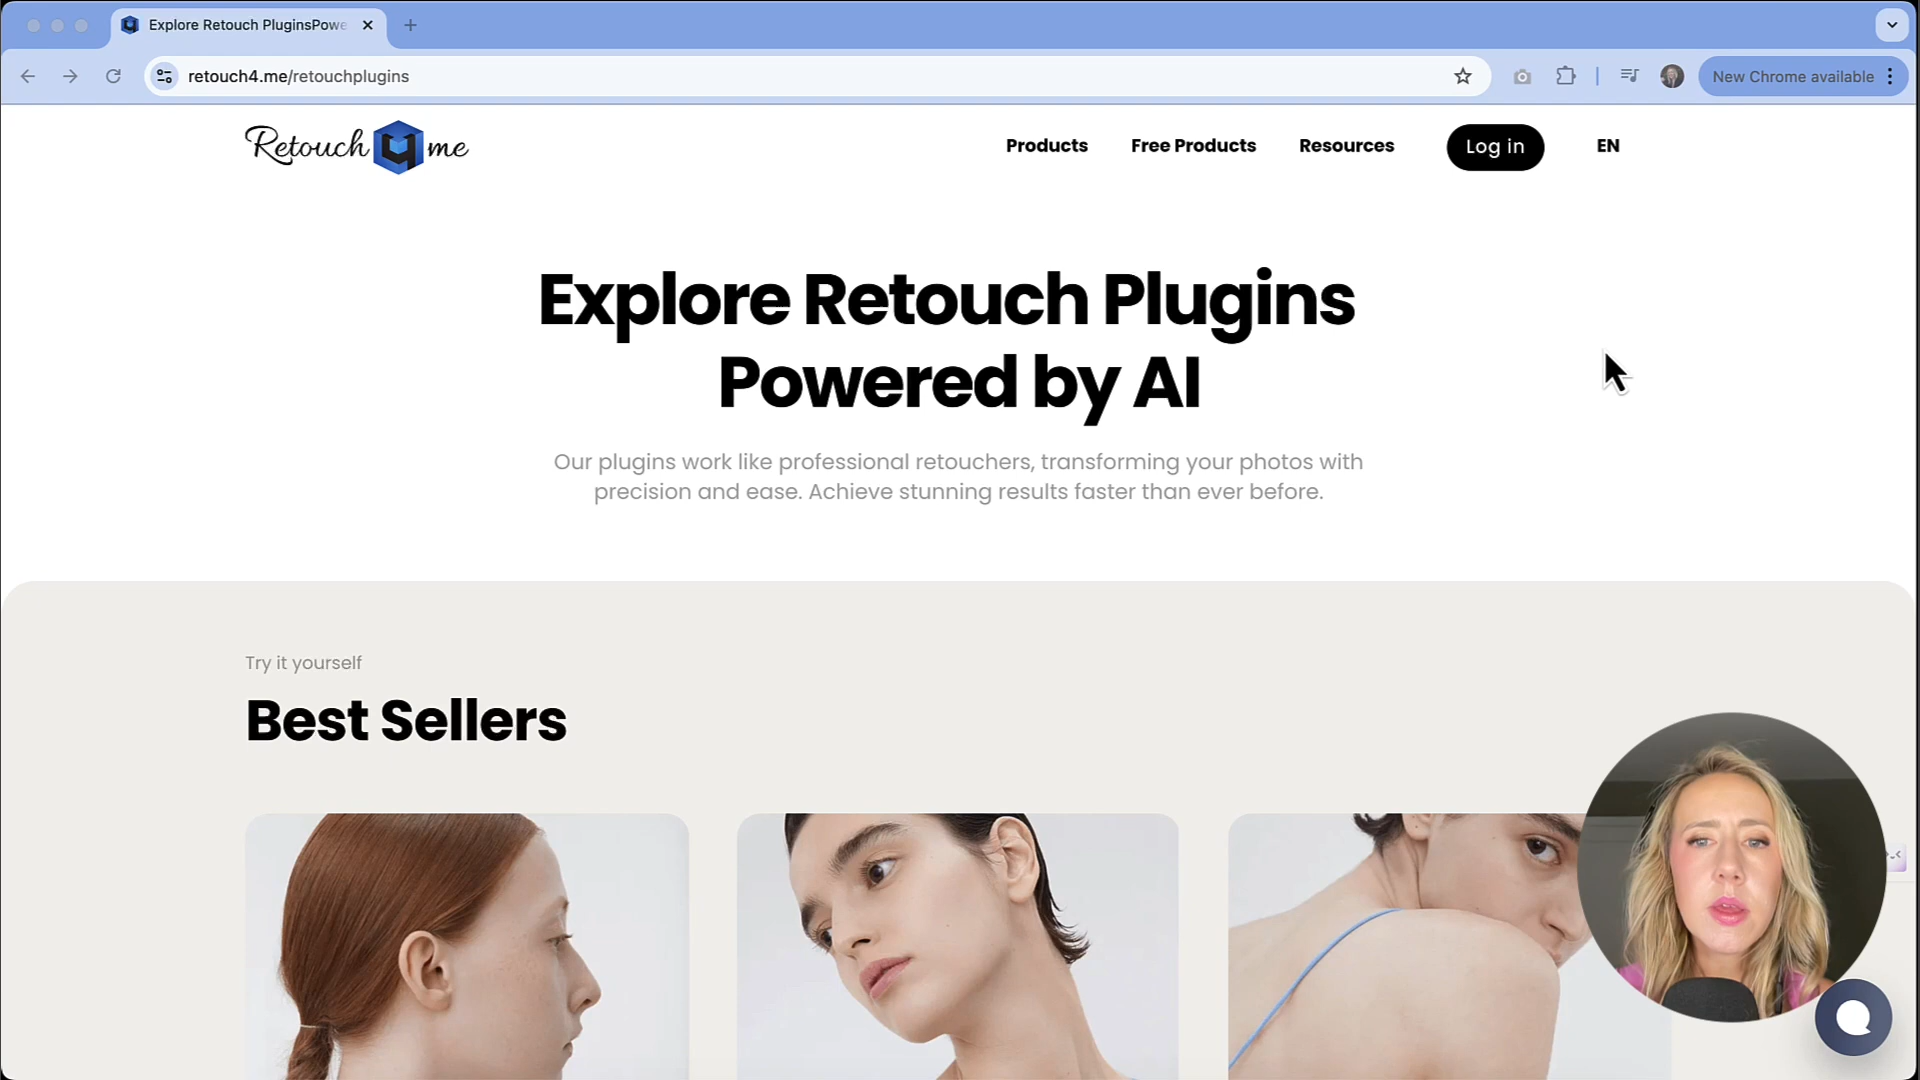 Explore Retouch PluginsPowe
retouch4.me/retouchplugins
New Chrome available
Retouch 4 me
Products
Free Products
Resources
Log in
EN
Explore Retouch Plugins
Powered by AI
Our plugins work like professional retouchers, transforming your photos with
precision and ease. Achieve stunning results faster than ever before.
Try it yourself
Best Sellers